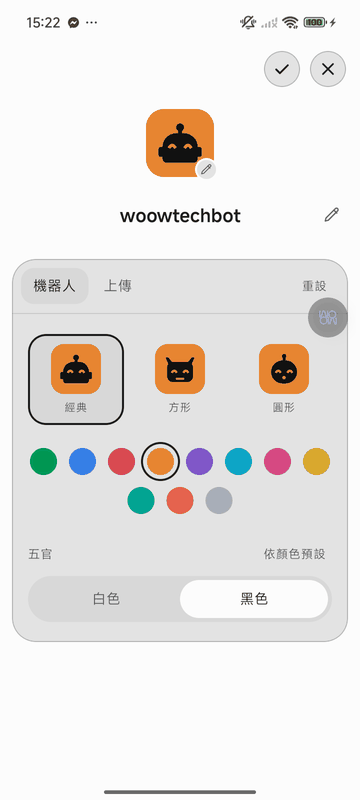 15:22
100
woowtechbot
機器人 上傳 重設
經典 方形 圓形
五官 依顏色預設
白色 黑色